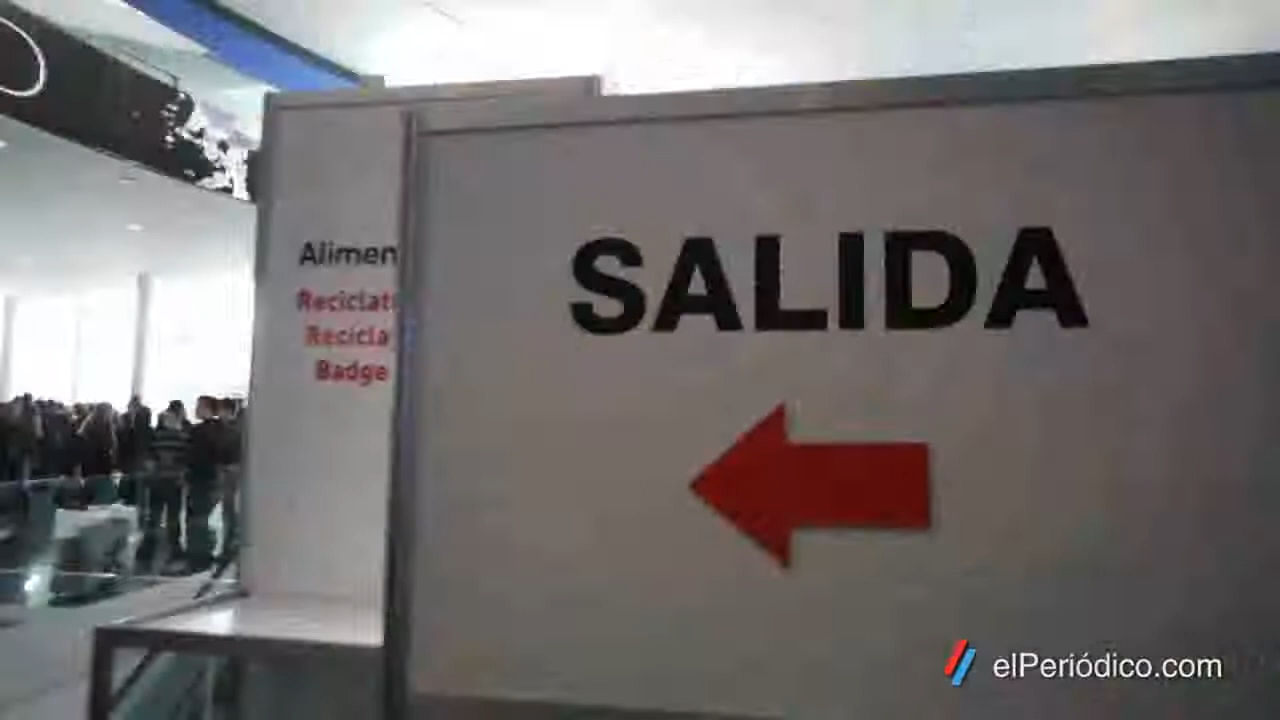 SALIDA
Alimen
Reciclat
Recicla
Badge
elPeriódico.com